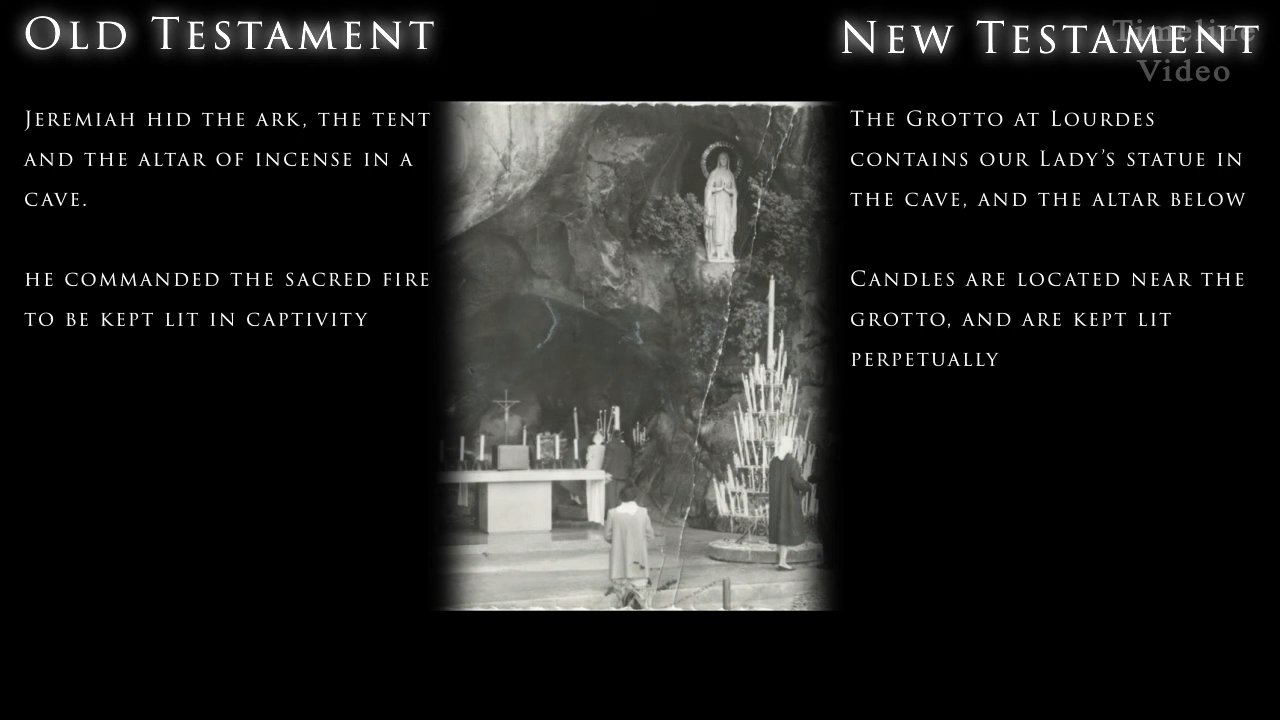 Old Testament
New Testament
Timeline
Video
Jeremiah hid the ark, the tent
and the altar of incense in a
cave.
he commanded the sacred fire
to be kept lit in captivity
The Grotto at Lourdes
contains our Lady's statue in
the cave, and the altar below
Candles are located near the
grotto, and are kept lit
perpetually